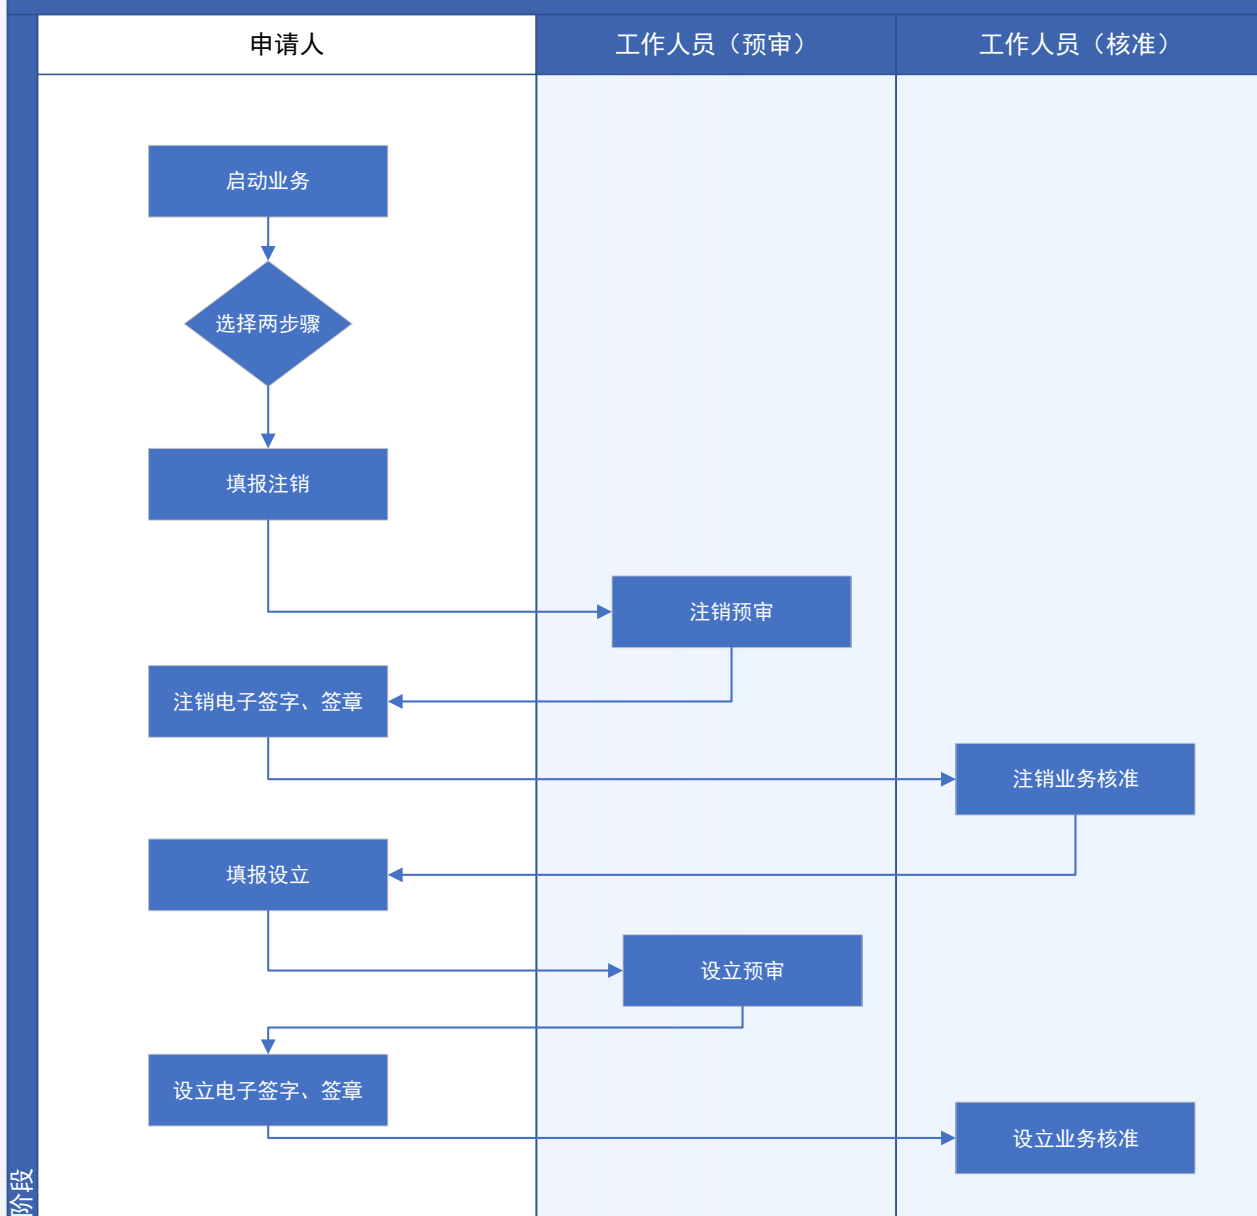 申请人
工作人员（预审）
工作人员（核准）
启动业务
选择两步骤
填报注销
注销预审
注销电子签字、签章
注销业务核准
填报设立
设立预审
设立电子签字、签章
设立业务核准
阶段